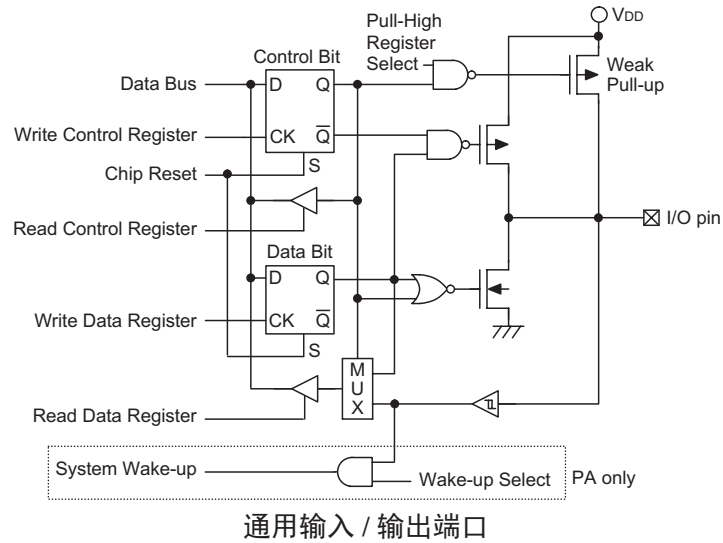 VDD
Pull-High
Register
Select
Weak
Pull-up
Control Bit
Data Bus
D
Q
Write Control Register
CK
Q̅
S
Chip Reset
I/O pin
Read Control Register
Data Bit
D
Q
Write Data Register
CK
Q̅
S
M
U
X
Read Data Register
System Wake-up
Wake-up Select
PA only
通用输入 / 输出端口